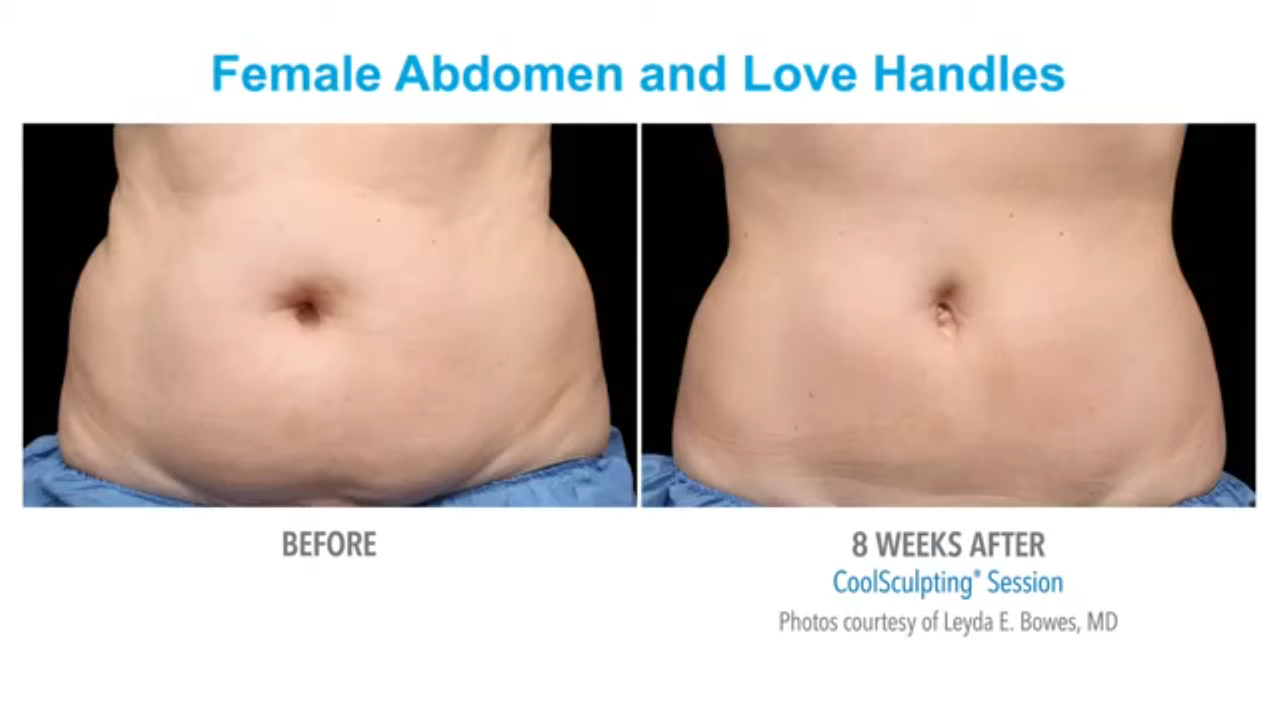 Female Abdomen and Love Handles
BEFORE
8 WEEKS AFTER
CoolSculpting® Session
Photos courtesy of Leyda E. Bowes, MD